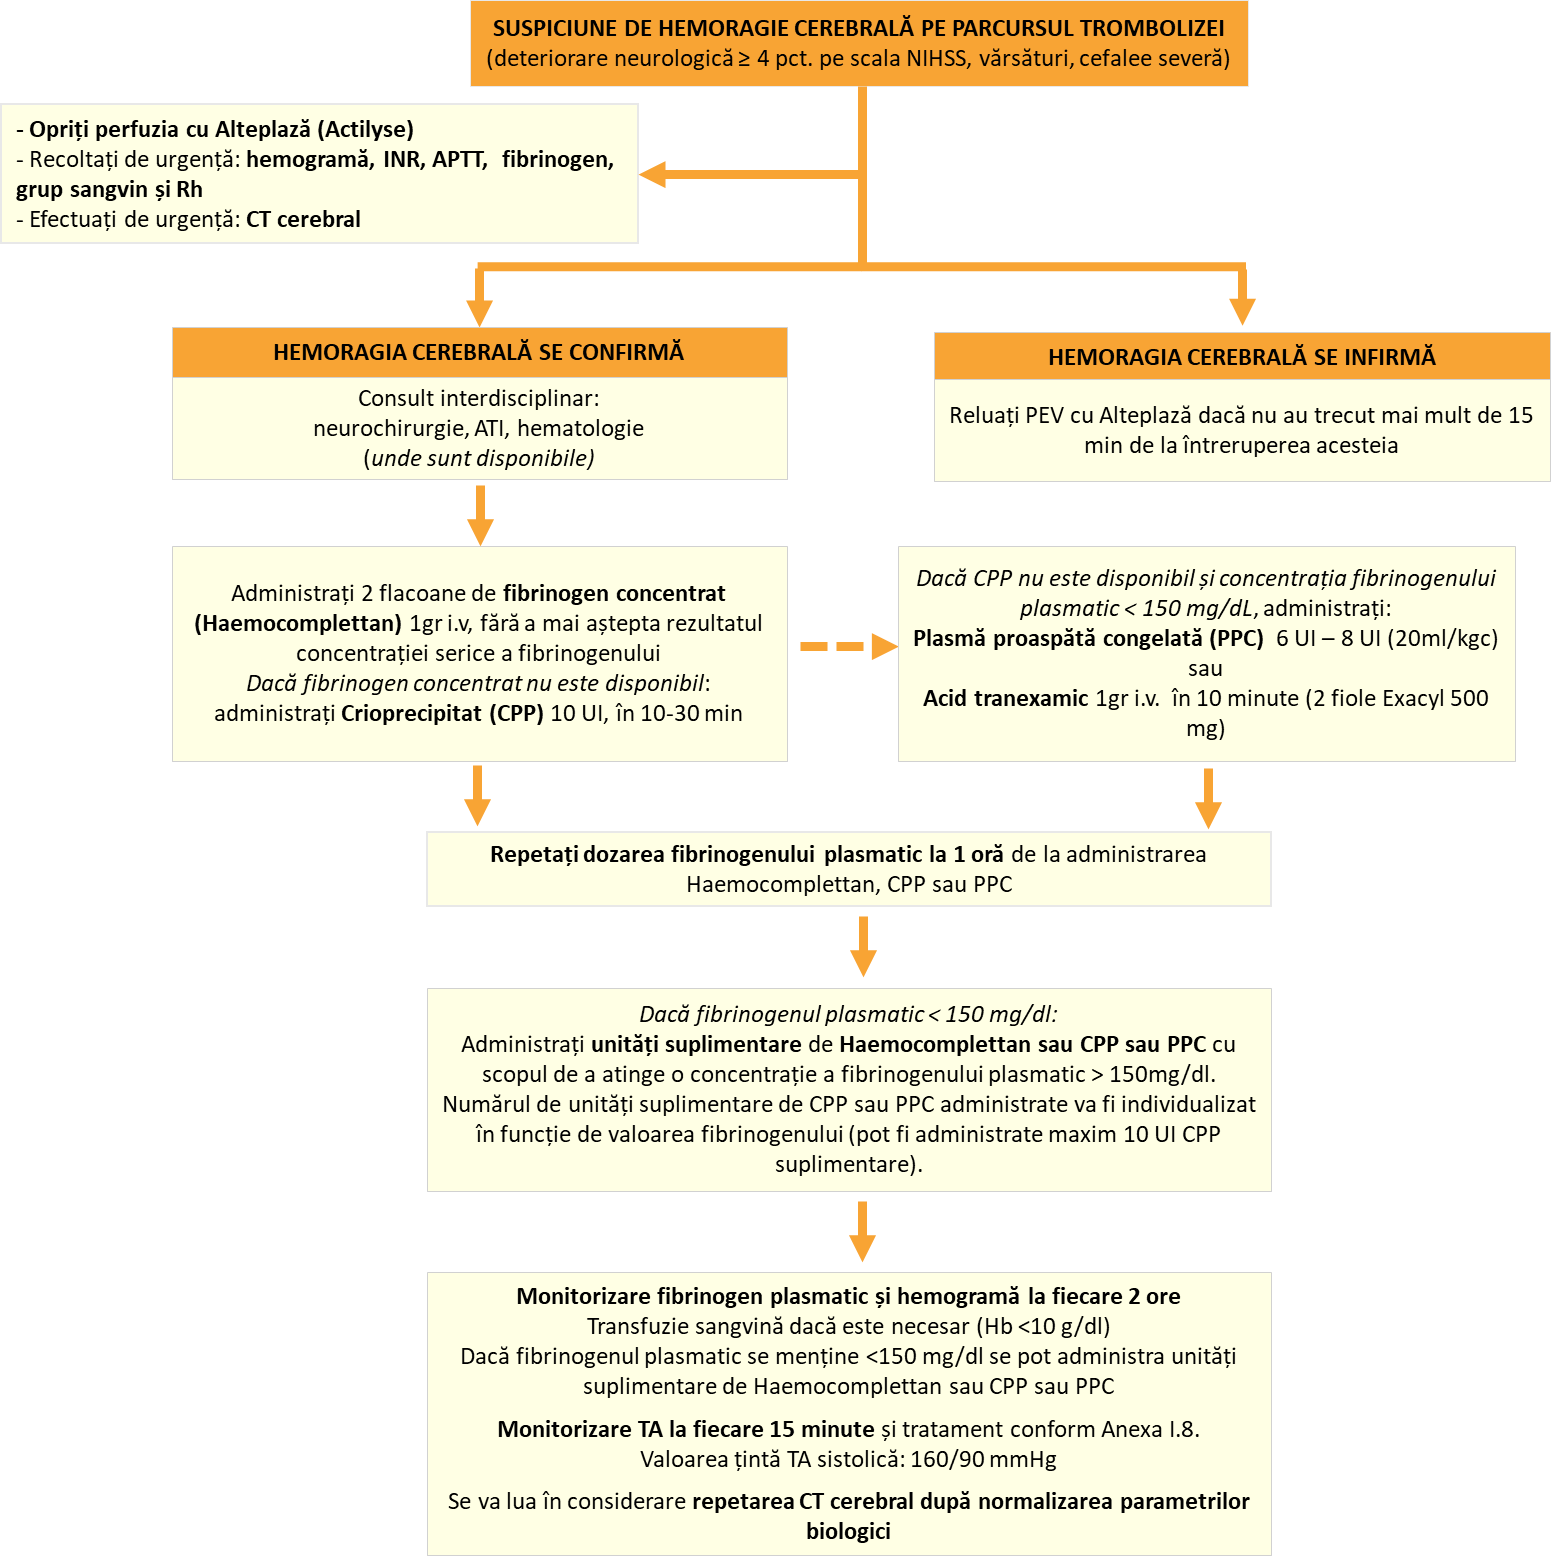 SUSPICIUNE DE HEMORAGIE CEREBRALĂ PE PARCURSUL TROMBOLIZEI
(deteriorare neurologică ≥ 4 pct. pe scala NIHSS, vărsături, cefalee severă)
- Opriți perfuzia cu Alteplază (Actilyse)
- Recoltați de urgență: hemogramă, INR, APTT, fibrinogen,
grup sangvin și Rh
- Efectuați de urgență: CT cerebral
HEMORAGIA CEREBRALĂ SE CONFIRMĂ
Consult interdisciplinar:
neurochirurgie, ATI, hematologie
(unde sunt disponibile)
HEMORAGIA CEREBRALĂ SE INFIRMĂ
Reluați PEV cu Alteplază dacă nu au trecut mai mult de 15
min de la întreruperea acesteia
Administrați 2 flacoane de fibrinogen concentrat
(Haemocomplettan) 1gr i.v, fără a mai aștepta rezultatul
concentrației serice a fibrinogenului
Dacă fibrinogen concentrat nu este disponibil:
administrați Crioprecipitat (CPP) 10 UI, în 10-30 min
Dacă CPP nu este disponibil și concentrația fibrinogenului
plasmatic < 150 mg/dL, administrați:
Plasmă proaspătă congelată (PPC) 6 UI – 8 UI (20ml/kgc)
sau
Acid tranexamic 1gr i.v. în 10 minute (2 fiole Exacyl 500
mg)
Repetați dozarea fibrinogenului plasmatic la 1 oră de la administrarea
Haemocomplettan, CPP sau PPC
Dacă fibrinogenul plasmatic < 150 mg/dl:
Administrați unități suplimentare de Haemocomplettan sau CPP sau PPC cu
scopul de a atinge o concentrație a fibrinogenului plasmatic > 150mg/dl.
Numărul de unități suplimentare de CPP sau PPC administrate va fi individualizat
în funcție de valoarea fibrinogenului (pot fi administrate maxim 10 UI CPP
suplimentare).
Monitorizare fibrinogen plasmatic și hemogramă la fiecare 2 ore
Transfuzie sangvină dacă este necesar (Hb <10 g/dl)
Dacă fibrinogenul plasmatic se menține <150 mg/dl se pot administra unități
suplimentare de Haemocomplettan sau CPP sau PPC
Monitorizare TA la fiecare 15 minute și tratament conform Anexa I.8.
Valoarea țintă TA sistolică: 160/90 mmHg
Se va lua în considerare repetarea CT cerebral după normalizarea parametrilor
biologici